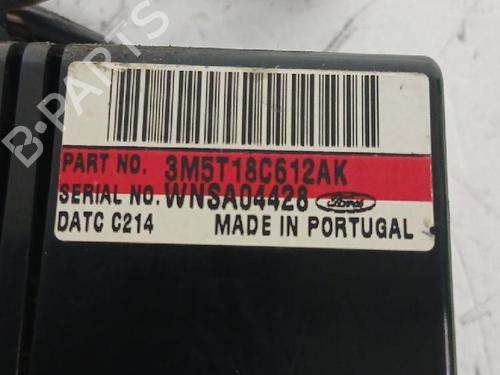 B-PARTS
PART NO. 3M5T18C612AK
SERIAL NO. WNSA04428 Ford
DATC C214 MADE IN PORTUGAL